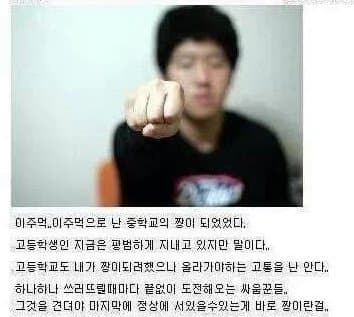 이주먹..이주먹으로 난 중학교의 짱이 되었었다.
고등학생인 지금은 평범하게 지내고 있지만 말이다..
고등학교도 내가 짱이되려했으나 올라가야하는 고통을 난 안다..
하나하나 쓰러뜨릴때마다 끝없이 도전해오는 싸움꾼들..
그것을 견뎌야 마지막에 정상에 서있을수있는게 바로 짱이란걸..